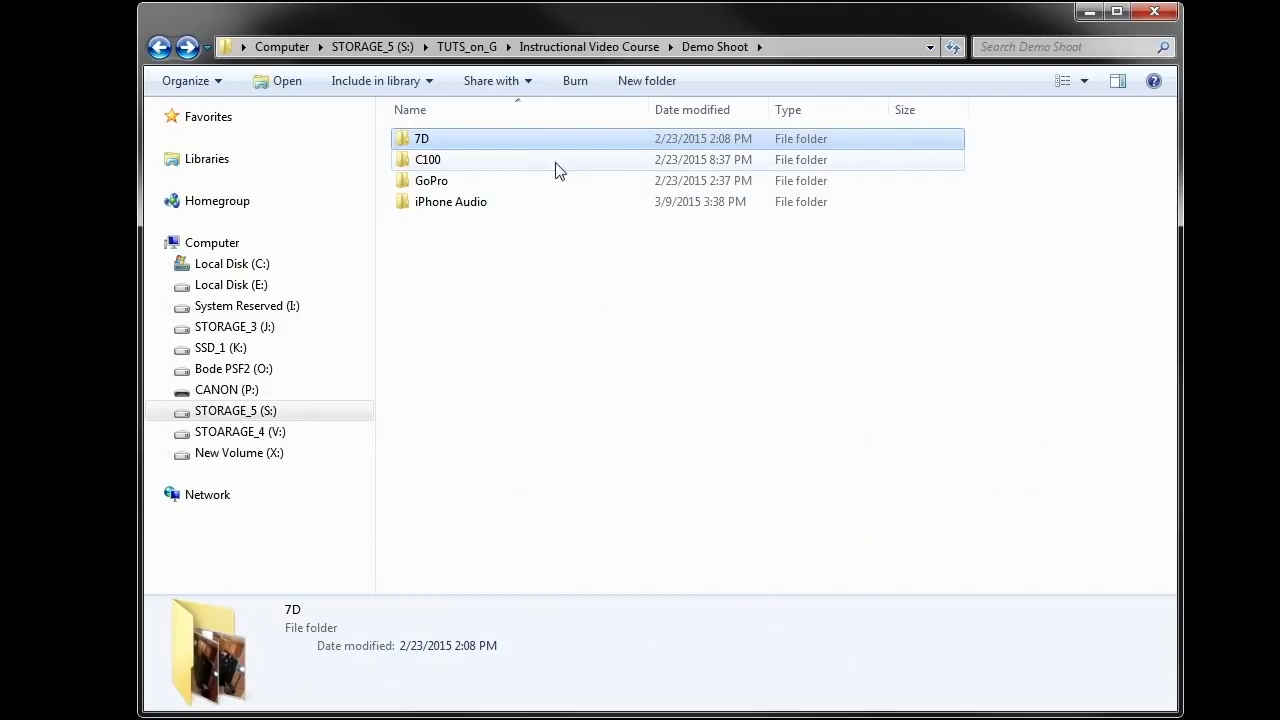 Computer STORAGE_5 (S:) TUTS_on_G Instructional Video Course Demo Shoot Search Demo Shoot
Organize Open Include in library Share with Burn New folder
Name Date modified Type Size
Favorites
Libraries
Homegroup
Computer
Local Disk (C:)
Local Disk (E:)
System Reserved (I:)
STORAGE_3 (J:)
SSD_1 (K:)
Bode PSF2 (O:)
CANON (P:)
STORAGE_5 (S:)
STOARAGE_4 (V:)
New Volume (X:)
Network
7D 2/23/2015 2:08 PM File folder
C100 2/23/2015 8:37 PM File folder
GoPro 2/23/2015 2:37 PM File folder
iPhone Audio 3/9/2015 3:38 PM File folder
7D
File folder
Date modified: 2/23/2015 2:08 PM